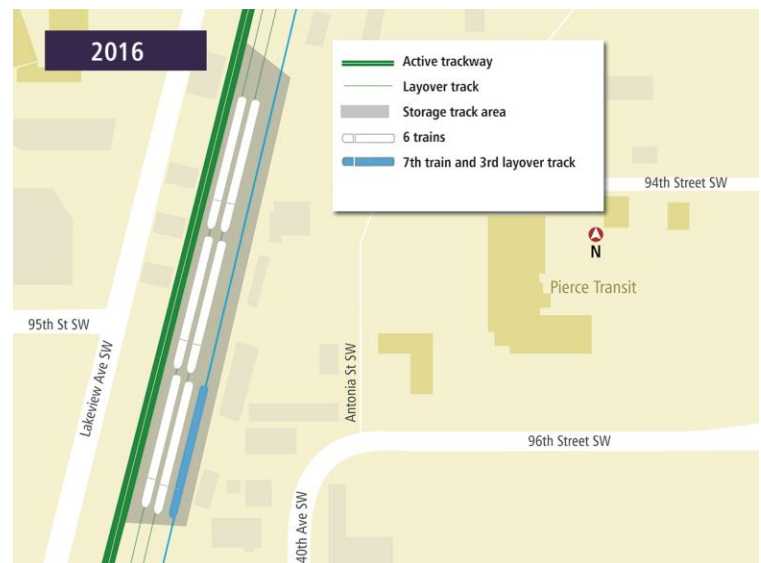 2016
Active trackway
Layover track
Storage track area
6 trains
7th train and 3rd layover track
94th Street SW
N
Pierce Transit
95th St SW
Lakeview Ave SW
Antonia St SW
96th Street SW
40th Ave SW